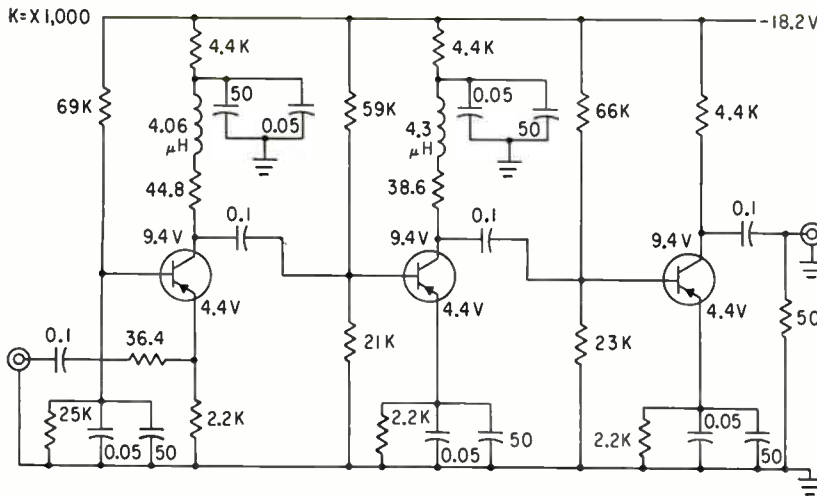 K=X1,000
-18.2V
4.4K
4.4K
69K
50
0.05
59K
0.05
50
66K
4.4K
4.06
μH
4.3
μH
44.8
38.6
0.1
0.1
0.1
9.4V
9.4V
9.4V
4.4V
4.4V
4.4V
0.1
36.4
21K
23K
50
25K
0.05
50
2.2K
2.2K
0.05
50
2.2K
0.05
50